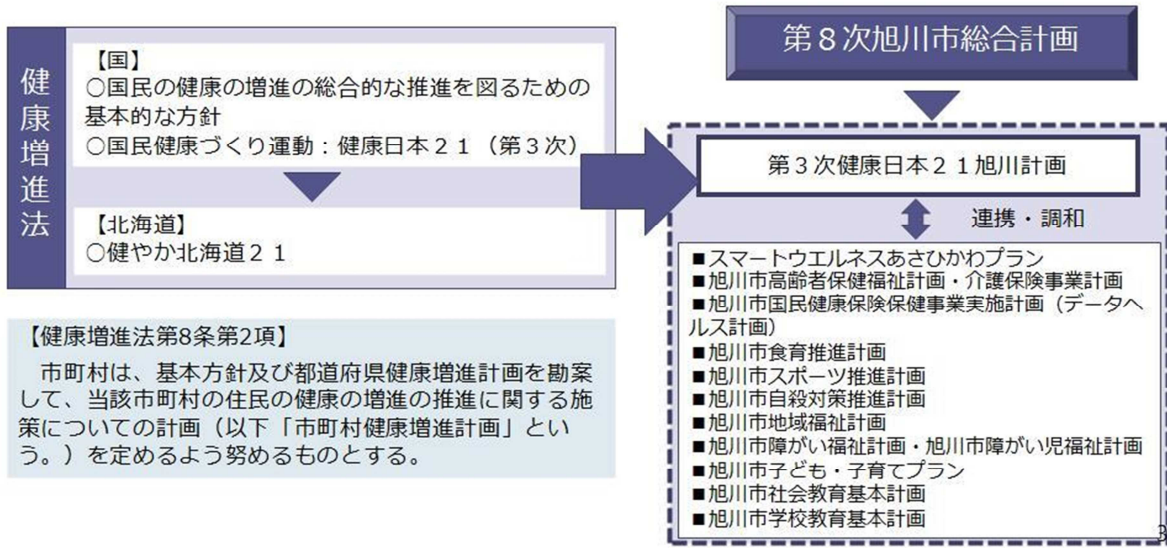 健康増進法
【国】
○国民の健康の増進の総合的な推進を図るための
基本的な方針
○国民健康づくり運動：健康日本２１（第３次）
【北海道】
○健やか北海道２１
【健康増進法第8条第2項】
　市町村は、基本方針及び都道府県健康増進計画を勘案
して、当該市町村の住民の健康の増進の推進に関する施
策についての計画（以下「市町村健康増進計画」とい
う。）を定めるよう努めるものとする。
第８次旭川市総合計画
第３次健康日本２１旭川計画
連携・調和
■スマートウエルネスあさひかわプラン
■旭川市高齢者保健福祉計画・介護保険事業計画
■旭川市国民健康保険保健事業実施計画（データヘ
ルス計画）
■旭川市食育推進計画
■旭川市スポーツ推進計画
■旭川市自殺対策推進計画
■旭川市地域福祉計画
■旭川市障がい福祉計画・旭川市障がい児福祉計画
■旭川市子ども・子育てプラン
■旭川市社会教育基本計画
■旭川市学校教育基本計画
3